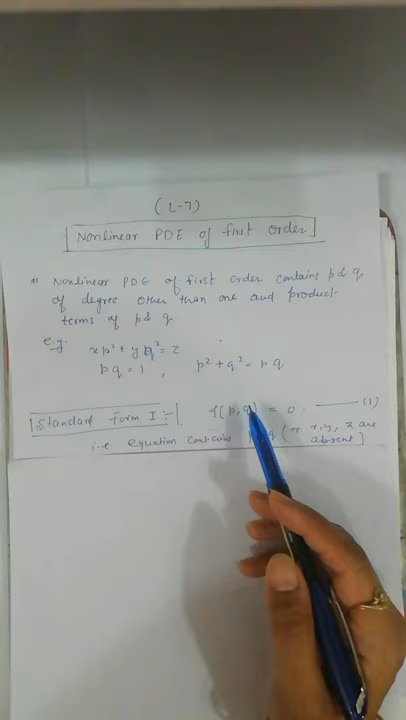 (L-7)
Nonlinear PDE of first order
Nonlinear PDE of first order contains p & q
of degree other than one and product
terms of p & q.
e.g. xp² + yq² = z
pq = 1 , p² + q² = pq
Standard form I :- f(p,q) = 0 (1)
i.e equation contains q (or x,y,z are
absent)